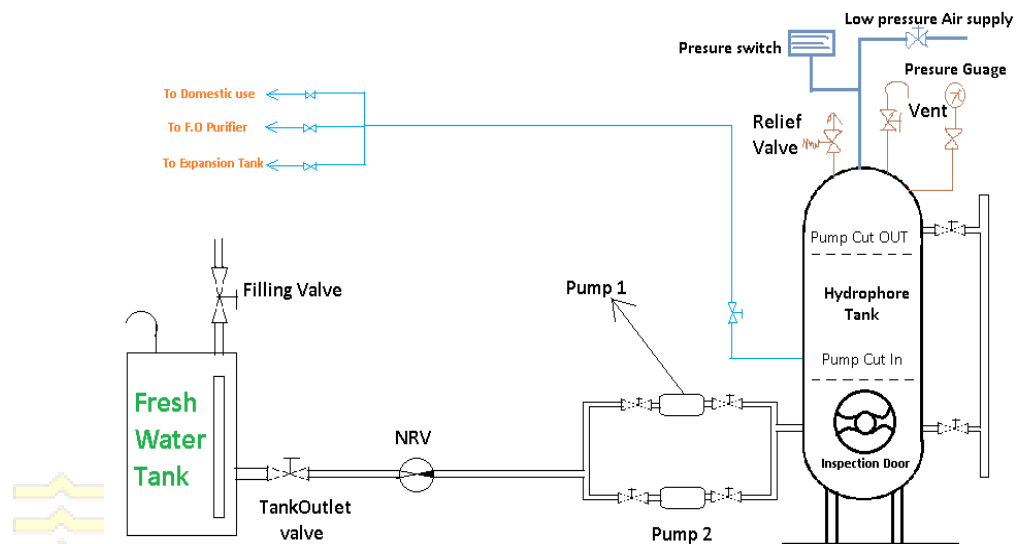 Low pressure Air supply
Presure switch
Presure Guage
To Domestic use
Vent
Relief
Valve
To F.O Purifier
To Expansion Tank
Pump Cut OUT
Filling Valve
Pump 1
Hydrophore
Tank
Pump Cut In
Fresh
Water
Tank
NRV
Inspection Door
TankOutlet
valve
Pump 2